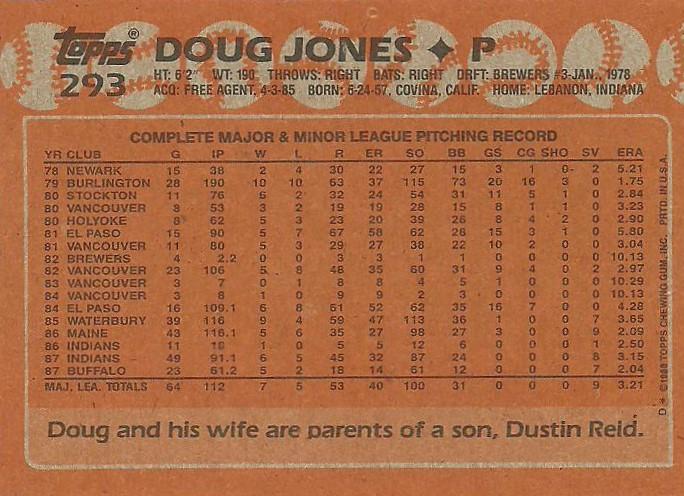 topps® DOUG JONES ✦ P
293 HT: 6'2" WT: 190 THROWS: RIGHT BATS: RIGHT DRFT: BREWERS #3-JAN., 1978
ACQ: FREE AGENT, 4-3-85 BORN: 6-24-57, COVINA, CALIF. HOME: LEBANON, INDIANA
COMPLETE MAJOR & MINOR LEAGUE PITCHING RECORD
YR CLUB G IP W L R ER SO BB GS CG SHO SV ERA
78 NEWARK 15 38 2 4 30 22 27 15 3 1 0 2 5.21
79 BURLINGTON 28 190 10 10 63 37 115 73 20 16 3 0 1.75
80 STOCKTON 11 76 6 2 32 24 54 31 11 5 1 0 2.84
80 VANCOUVER 8 53 3 2 19 19 28 15 8 1 1 0 3.23
80 HOLYOKE 8 62 5 3 23 20 39 26 8 4 2 0 2.90
81 EL PASO 15 90 5 7 67 58 62 28 15 3 1 0 5.80
81 VANCOUVER 11 80 5 3 29 27 38 22 10 2 0 0 3.04
82 BREWERS 4 2.2 0 0 3 3 1 1 0 0 0 0 10.13
82 VANCOUVER 23 106 5 8 48 35 60 31 9 4 0 2 2.97
83 VANCOUVER 3 7 0 1 8 8 4 5 1 0 0 0 10.29
84 VANCOUVER 3 8 1 0 9 9 2 3 0 0 0 0 10.13
84 EL PASO 16 109.1 6 8 61 52 62 35 16 7 0 0 4.28
85 WATERBURY 39 116 9 4 59 47 113 36 1 0 0 7 3.65
86 MAINE 43 116.1 5 6 35 27 98 27 3 0 0 9 2.09
86 INDIANS 11 18 1 0 5 5 12 6 0 0 0 1 2.50
87 INDIANS 49 91.1 6 5 45 32 87 24 0 0 0 8 3.15
87 BUFFALO 23 61.2 5 2 18 14 61 12 0 0 0 7 2.04
MAJ. LEA. TOTALS 64 112 7 5 53 40 100 31 0 0 0 9 3.21
Doug and his wife are parents of a son, Dustin Reid.
D* ©1988 TOPPS CHEWING GUM, INC. PRTD. IN U.S.A.